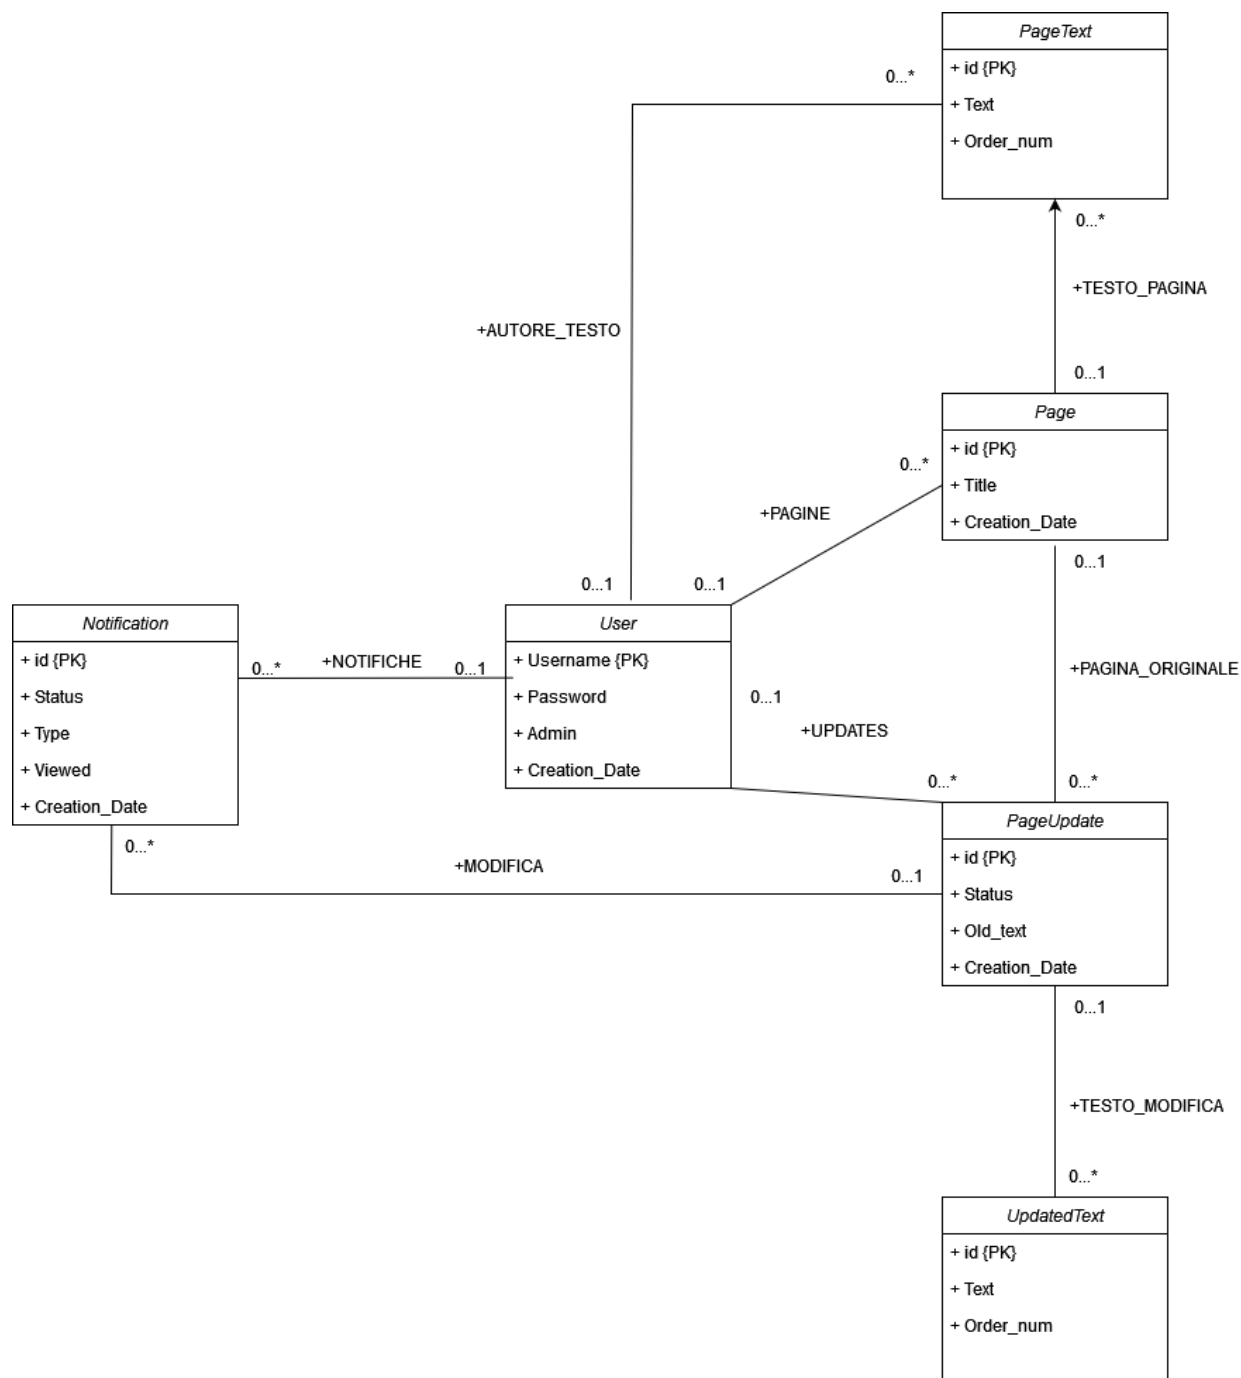 PageText
+ id {PK}
0...*
+ Text
+ Order_num
0...*
+TESTO_PAGINA
+AUTORE_TESTO
0...1
Page
+ id {PK}
0...*
+ Title
+PAGINE
+ Creation_Date
0...1
0...1
0...1
Notification
+ id {PK}
+ Status
+ Type
+ Viewed
+ Creation_Date
0...*
+NOTIFICHE
0...1
User
+ Username {PK}
+ Password
+ Admin
+ Creation_Date
+PAGINA_ORIGINALE
0...1
+UPDATES
0...*
0...*
PageUpdate
+ id {PK}
+ Status
+ Old_text
+ Creation_Date
0...*
+MODIFICA
0...1
0...1
+TESTO_MODIFICA
0...*
UpdatedText
+ id {PK}
+ Text
+ Order_num